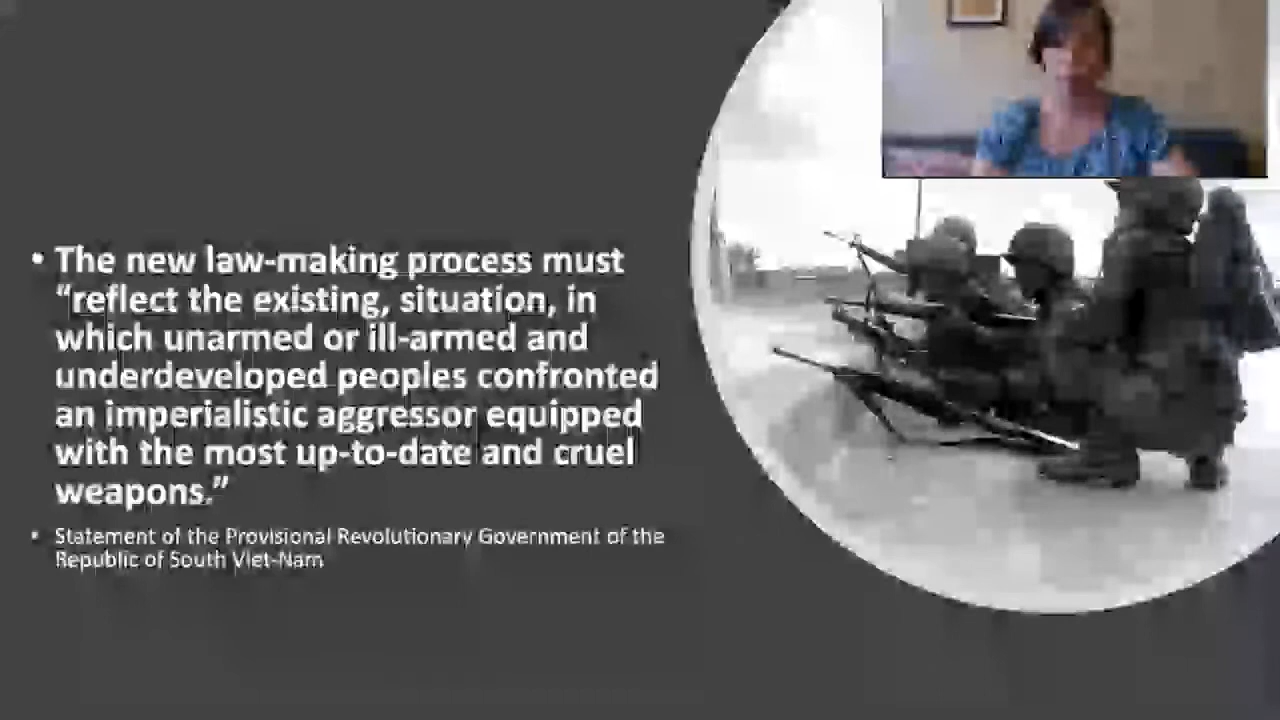 • The new law-making process must
“reflect the existing, situation, in
which unarmed or ill-armed and
underdeveloped peoples confronted
an imperialistic aggressor equipped
with the most up-to-date and cruel
weapons.”
• Statement of the Provisional Revolutionary Government of the
Republic of South Viet-Nam